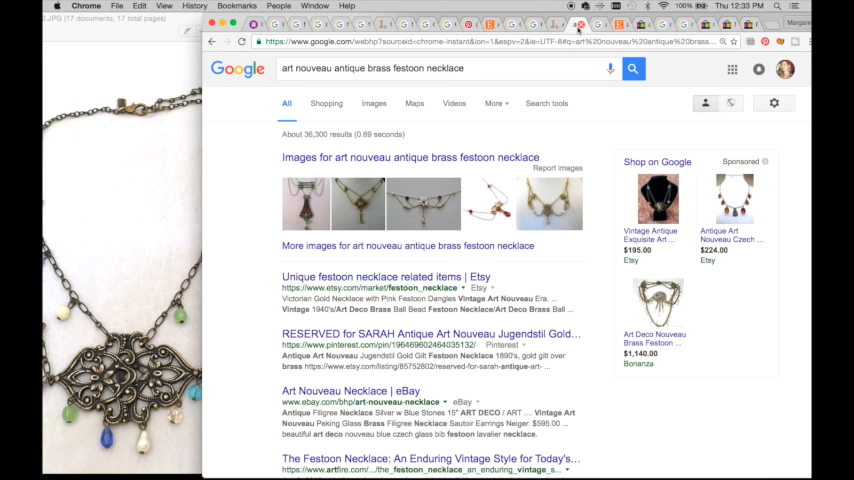 Chrome File Edit View History Bookmarks People Window Help
100% Thu 12:33 PM
2.JPG (17 documents, 17 total pages)
Margare
https://www.google.com/webhp?sourceid=chrome-instant&ion=1&espv=2&ie=UTF-8#q=art%20nouveau%20antique%20brass...
Google
art nouveau antique brass festoon necklace
All Shopping Images Maps Videos More Search tools
About 36,300 results (0.69 seconds)
Images for art nouveau antique brass festoon necklace
Report images
More images for art nouveau antique brass festoon necklace
Unique festoon necklace related items | Etsy
https://www.etsy.com/market/festoon_necklace Etsy
Victorian Gold Necklace with Pink Festoon Dangles Vintage Art Nouveau Era. ...
Vintage 1940's/Art Deco Brass Ball Bead Festoon Necklace/Art Deco Brass Ball ...
RESERVED for SARAH Antique Art Nouveau Jugendstil Gold...
https://www.pinterest.com/pin/196469602464035132/ Pinterest
Antique Art Nouveau Jugendstil Gold Gilt Festoon Necklace 1890's, gold gilt over
brass https://www.etsy.com/listing/85752802/reserved-for-sarah-antique-art- ...
Art Nouveau Necklace | eBay
www.ebay.com/bhp/art-nouveau-necklace eBay
Antique Filigree Necklace Silver w Blue Stones 15" ART DECO / ART .... Vintage Art
Nouveau Peking Glass Brass Filigree Necklace Sautoir Earrings Neiger. $595.00 ...
beautiful art deco nouveau blue czech glass bib festoon lavalier necklace.
The Festoon Necklace: An Enduring Vintage Style for Today's...
https://www.artfire.com/.../the_festoon_necklace_an_enduring_vintage_s...
Shop on Google Sponsored
Vintage Antique
Exquisite Art ...
$195.00
Etsy
Antique Art
Nouveau Czech ...
$224.00
Etsy
Art Deco Nouveau
Brass Festoon ...
$1,140.00
Bonanza